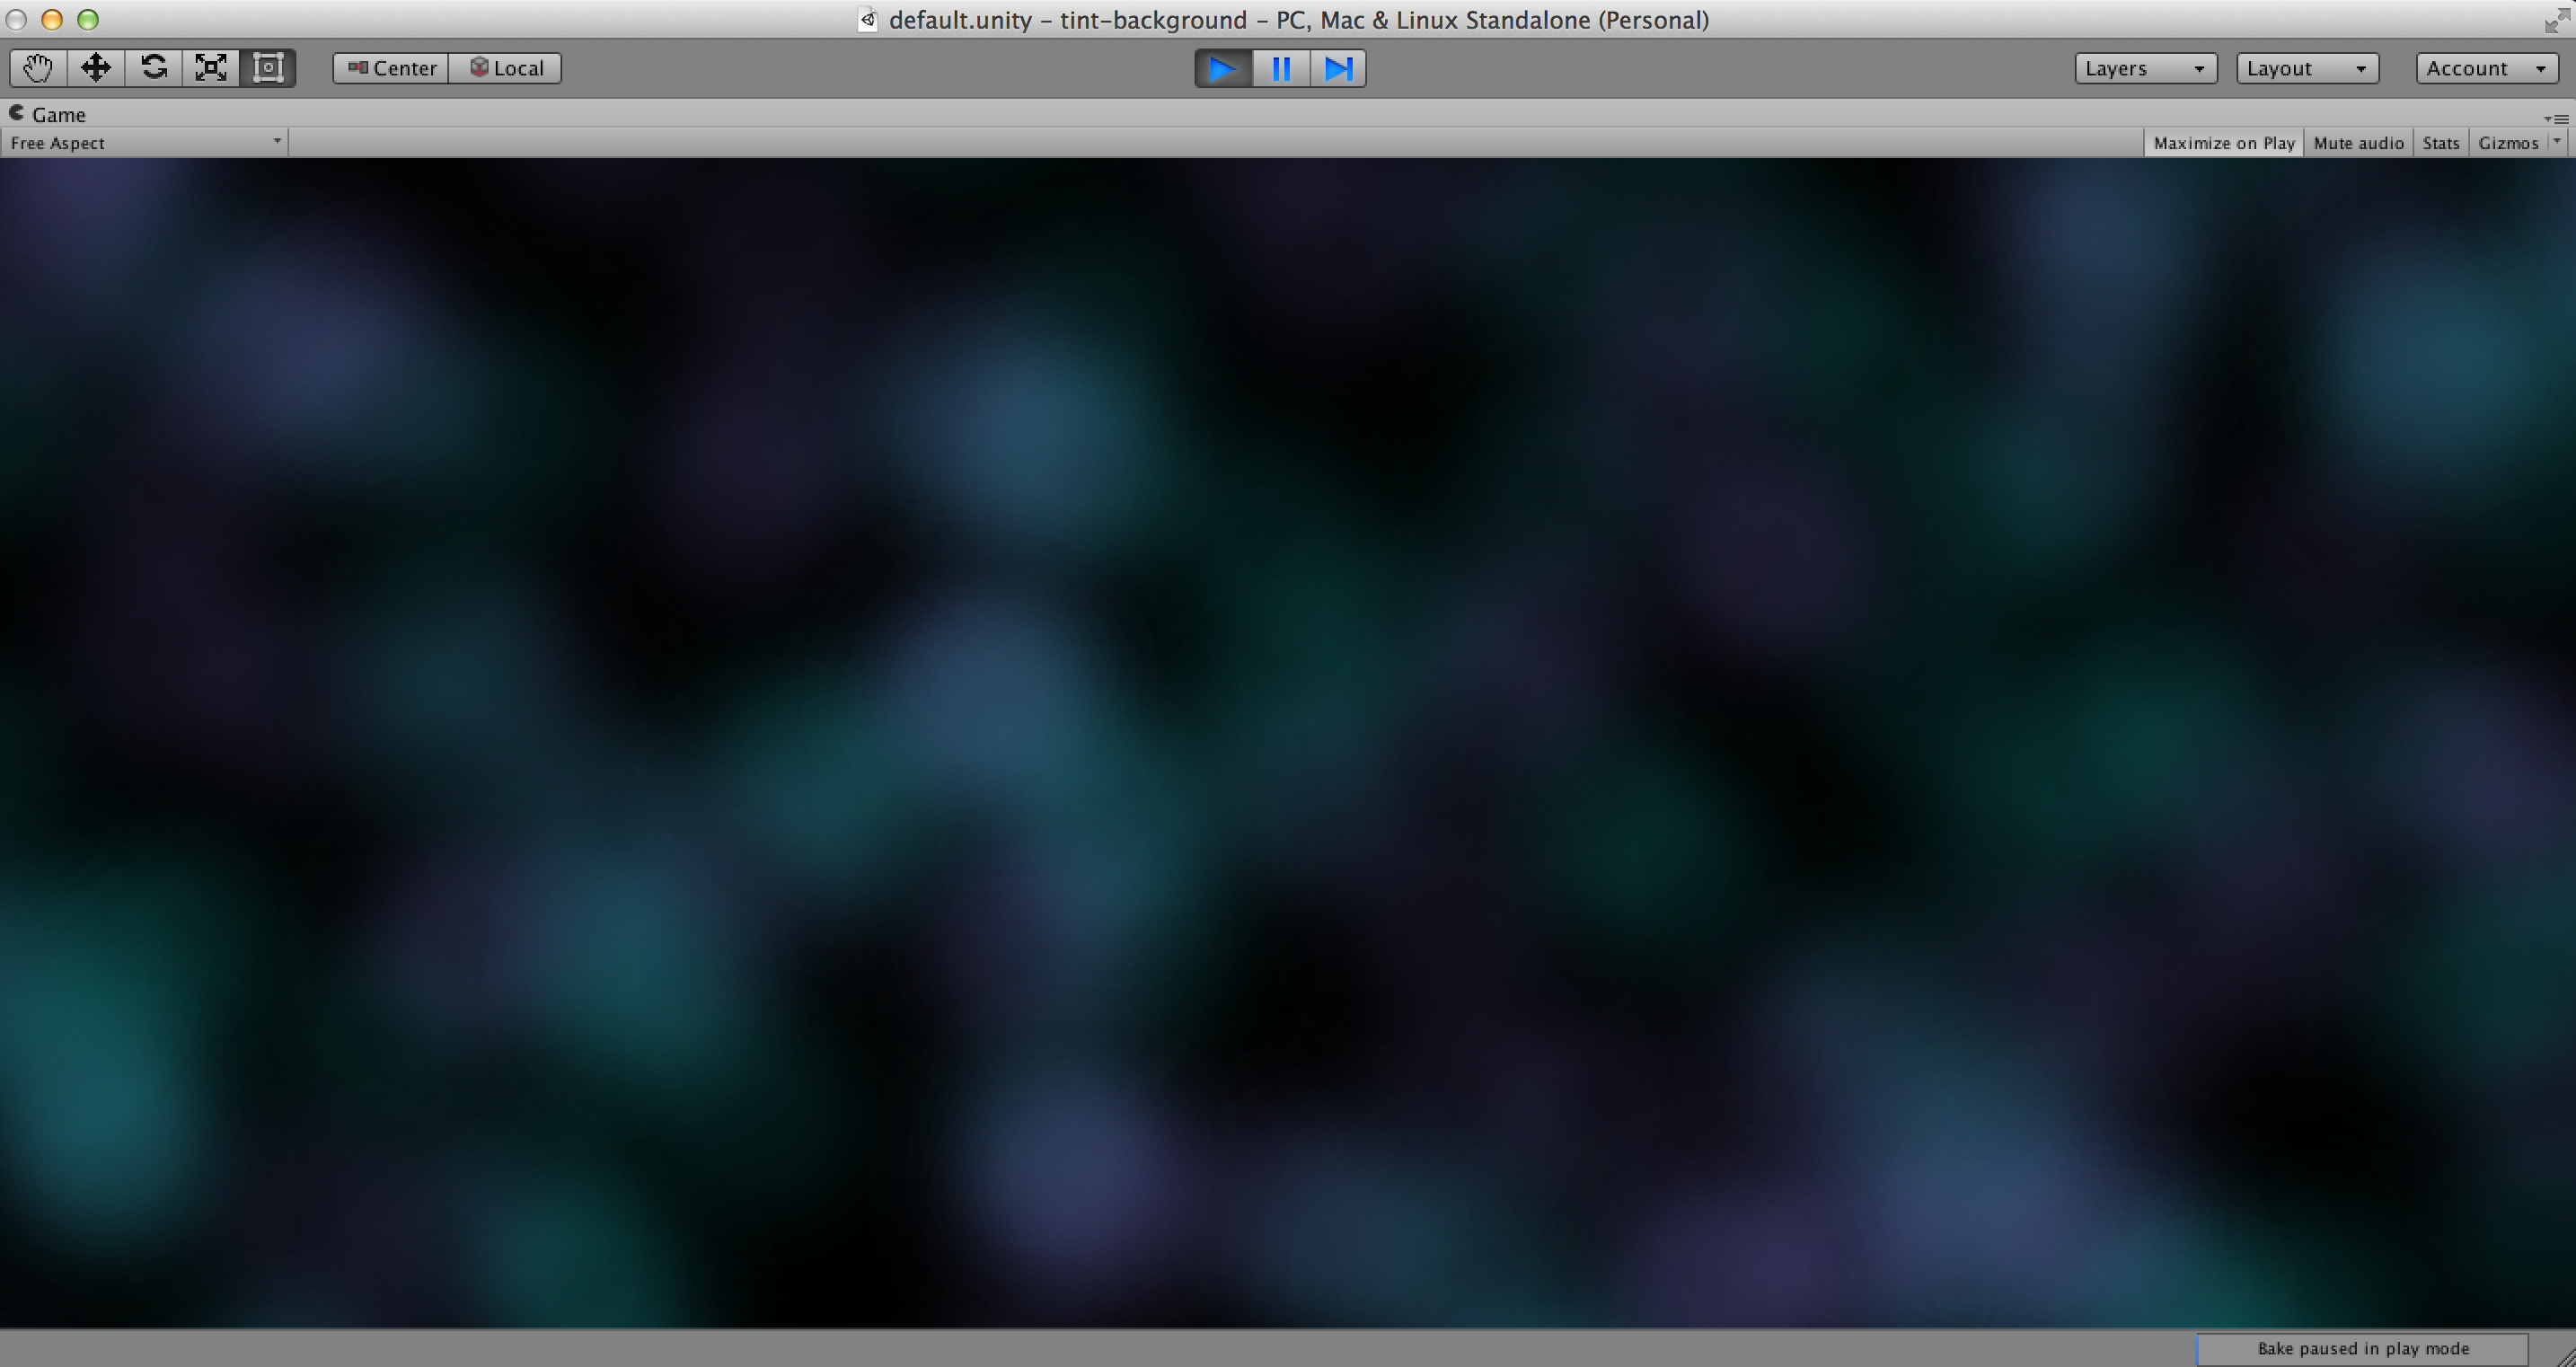 default.unity – tint-background – PC, Mac & Linux Standalone (Personal)
Center Local Layers Layout Account
Game
Free Aspect Maximize on Play Mute audio Stats Gizmos
Bake paused in play mode